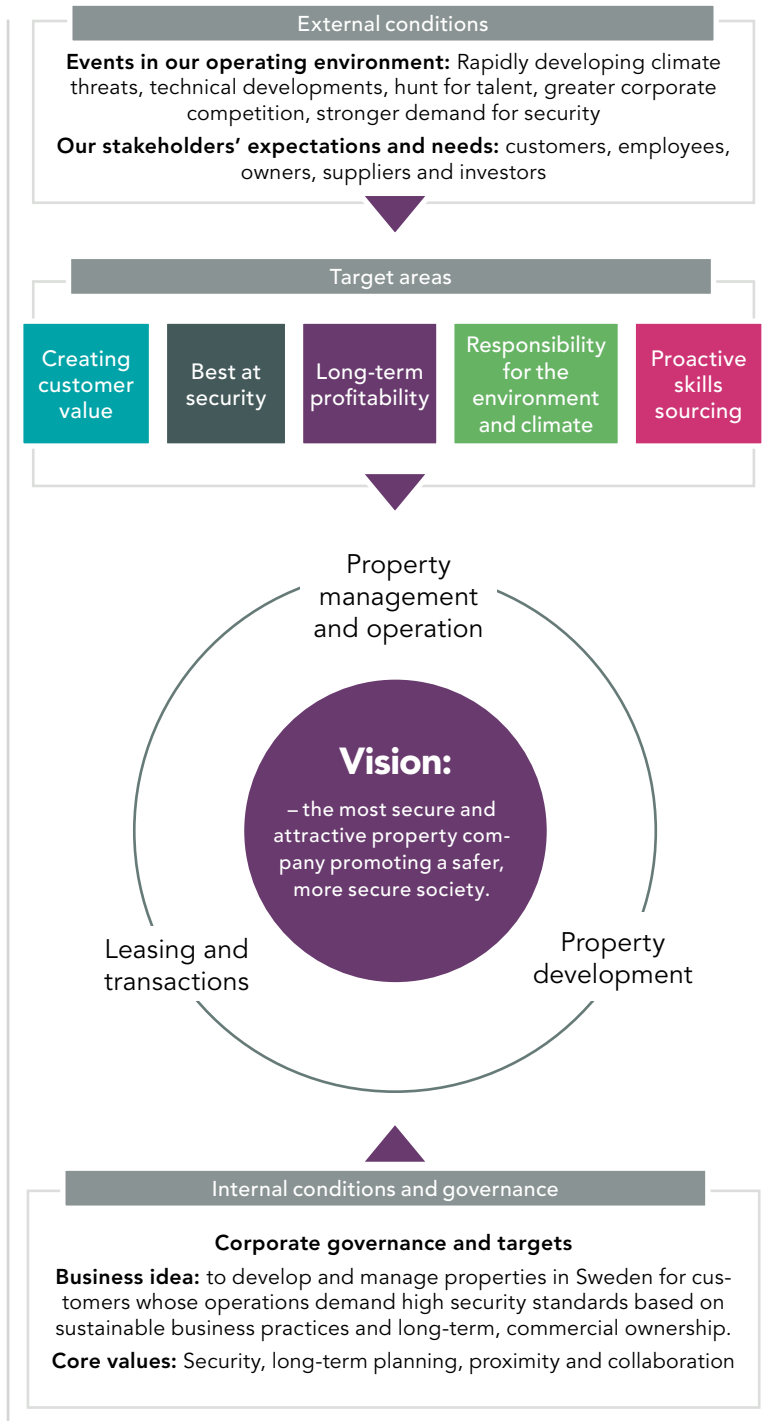 External conditions
Events in our operating environment: Rapidly developing climate
threats, technical developments, hunt for talent, greater corporate
competition, stronger demand for security
Our stakeholders’ expectations and needs: customers, employees,
owners, suppliers and investors
Target areas
Creating
customer
value
Best at
security
Long-term
profitability
Responsibility
for the
environment
and climate
Proactive
skills
sourcing
Property
management
and operation
Vision:
– the most secure and
attractive property com-
pany promoting a safer,
more secure society.
Leasing and
transactions
Property
development
Internal conditions and governance
Corporate governance and targets
Business idea: to develop and manage properties in Sweden for cus-
tomers whose operations demand high security standards based on
sustainable business practices and long-term, commercial ownership.
Core values: Security, long-term planning, proximity and collaboration